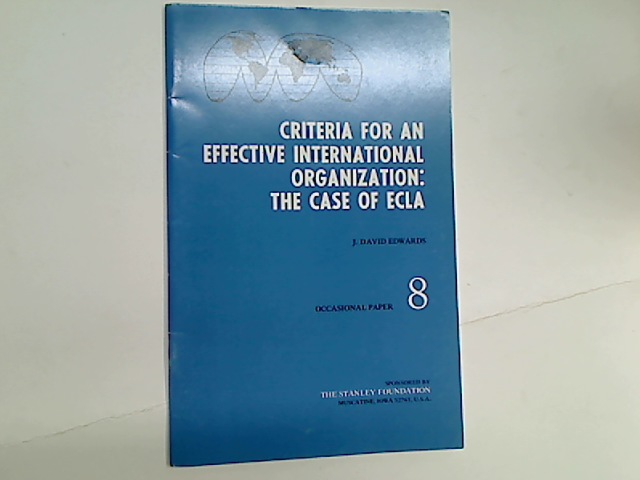 CRITERIA FOR AN
EFFECTIVE INTERNATIONAL
ORGANIZATION:
THE CASE OF ECLA
J. DAVID EDWARDS
OCCASIONAL PAPER 8
SPONSORED BY
THE STANLEY FOUNDATION
MUSCATINE, IOWA 52761, U.S.A.